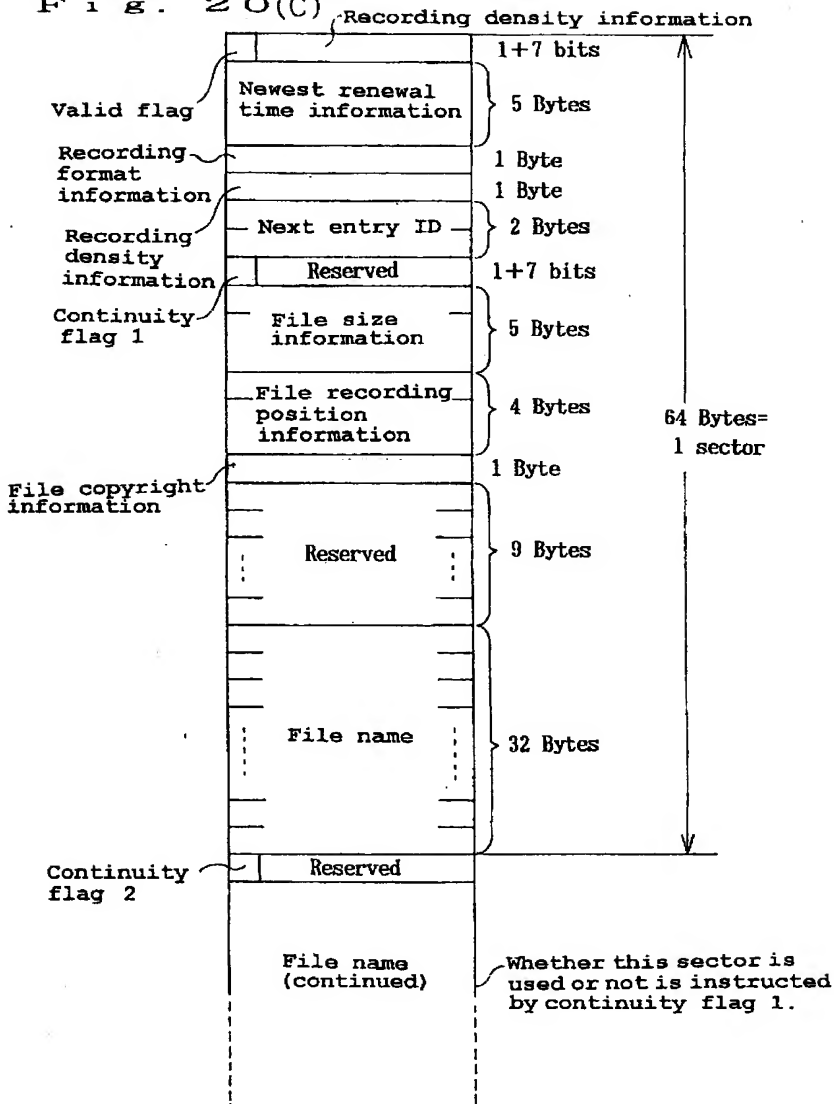 Fig. 20(C)
Recording density information
1+7 bits
Valid flag
Newest renewal
time information
5 Bytes
Recording
format
information
1 Byte
1 Byte
Recording
density
information
Next entry ID
2 Bytes
Reserved
1+7 bits
Continuity
flag 1
File size
information
5 Bytes
File recording
position
information
4 Bytes
64 Bytes=
1 sector
1 Byte
File copyright
information
Reserved
9 Bytes
File name
32 Bytes
Continuity
flag 2
Reserved
File name
(continued)
Whether this sector is
used or not is instructed
by continuity flag 1.